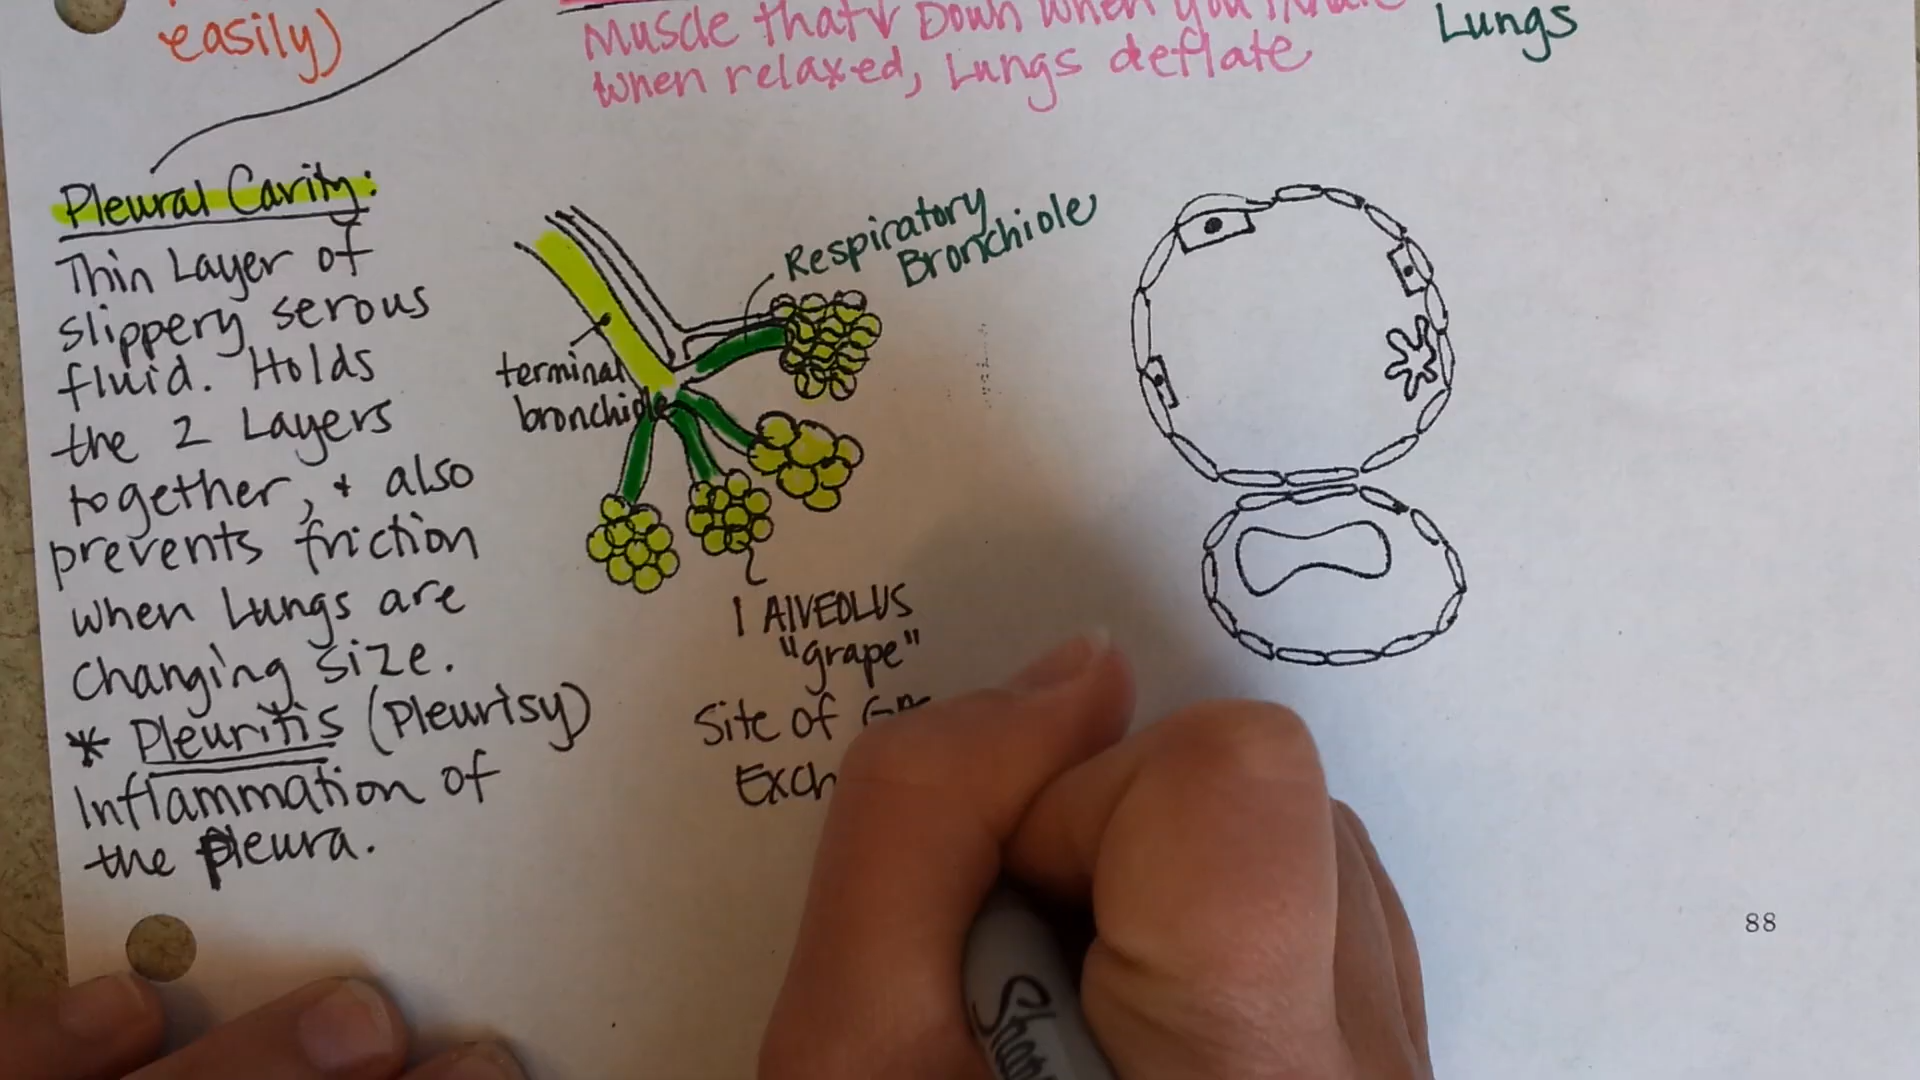 easily)
Muscle that ↓ Down when you
when relaxed, Lungs deflate
Lungs
Pleural Cavity:
Thin Layer of
slippery serous
fluid. Holds
the 2 Layers
together, + also
prevents friction
when Lungs are
changing size.
* Pleuritis (Pleurisy)
Inflammation of
the Pleura.
Respiratory
Bronchiole
terminal
bronchiole
1 AlVEOLUS
"grape"
Site of
Exch
Shar
88